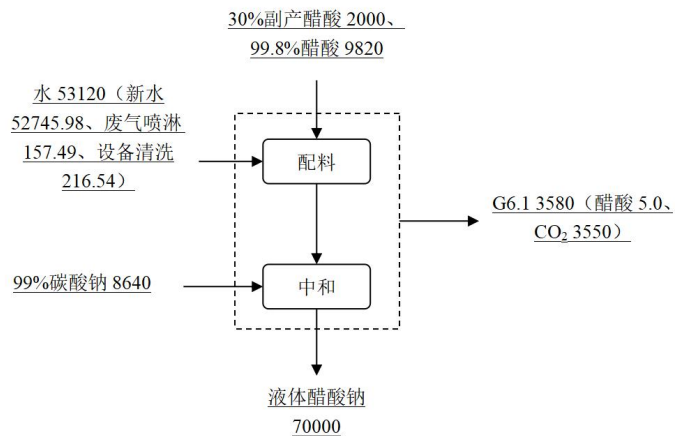 30%副产醋酸 2000、
99.8%醋酸 9820
水 53120（新水
52745.98、废气喷淋
157.49、设备清洗
216.54）
配料
G6.1 3580（醋酸 5.0、
CO₂ 3550）
99%碳酸钠 8640
中和
液体醋酸钠
70000